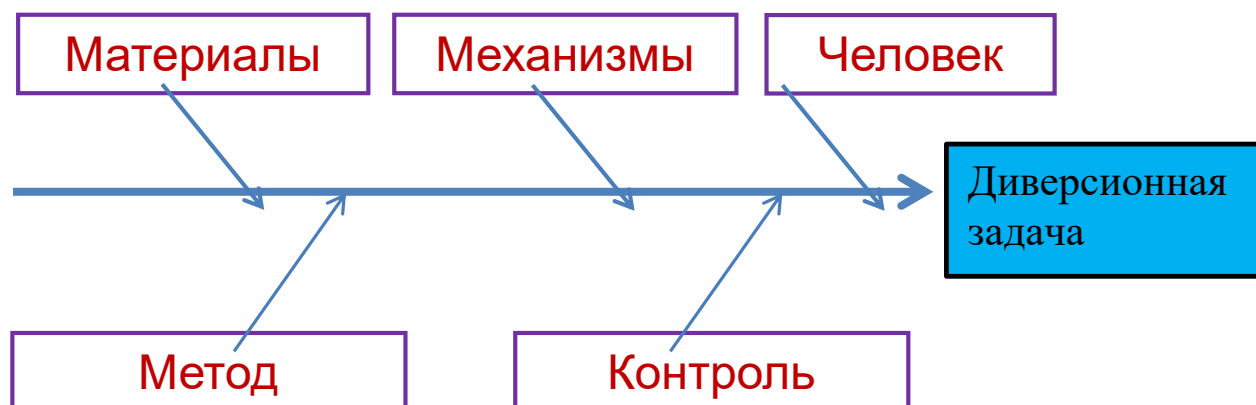 Материалы
Механизмы
Человек
Диверсионная
задача
Метод
Контроль